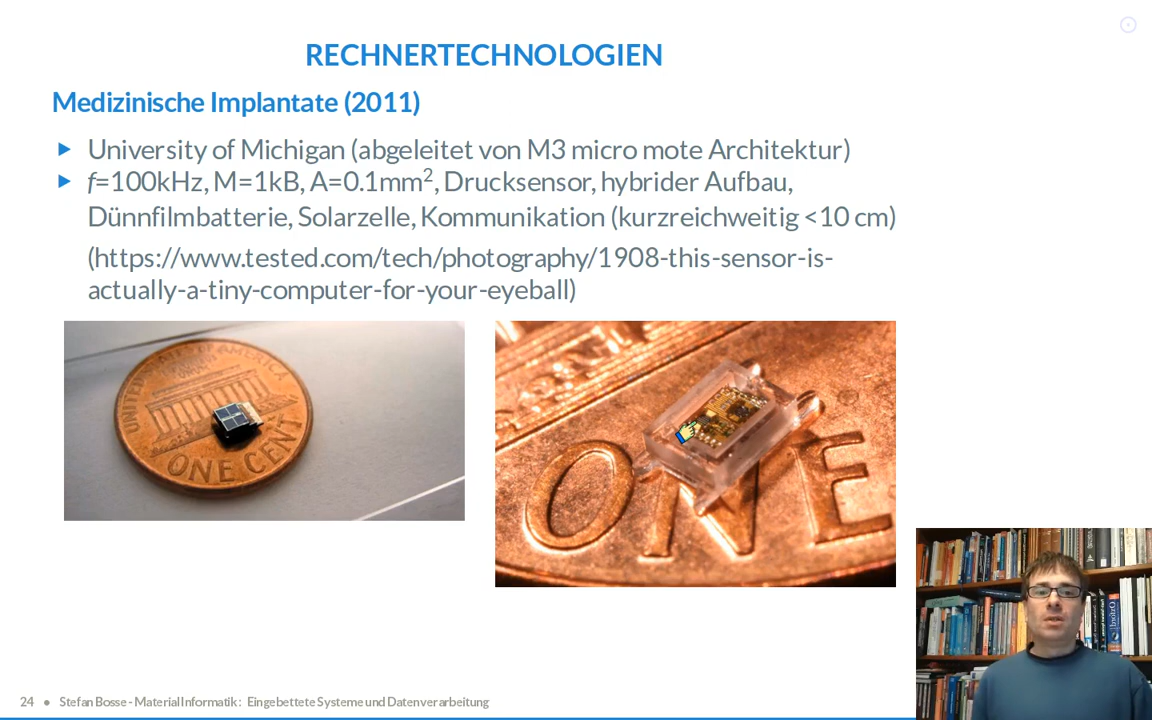 RECHNERTECHNOLOGIEN
Medizinische Implantate (2011)
University of Michigan (abgeleitet von M3 micro mote Architektur)
f=100kHz, M=1kB, A=0.1mm², Drucksensor, hybrider Aufbau,
Dünnfilmbatterie, Solarzelle, Kommunikation (kurzreichweitig <10 cm)
(https://www.tested.com/tech/photography/1908-this-sensor-is-
actually-a-tiny-computer-for-your-eyeball)
UNITED STATES OF AMERICA
ONE CENT
ONE
Oxford
24 ● Stefan Bosse - Material Informatik : Eingebettete Systeme und Datenverarbeitung